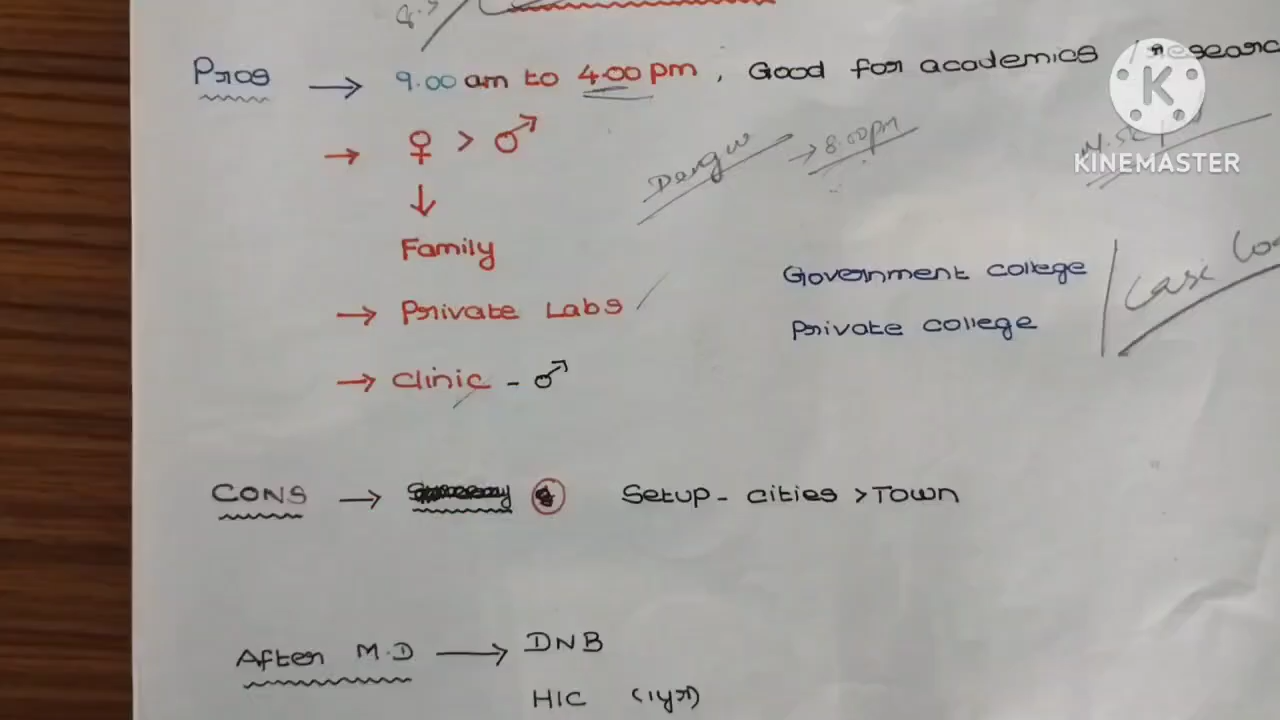 Pros → 9.00 am to 4.00 pm, Good for academics /
KINEMASTER
→ ♀ > ♂
→ 8.00pm
↓
Family
Government college
→ Private Labs
Private college
→ Clinic - ♂
CONS → Setup - cities > Town
After M.D → DNB
HIC (1yr)